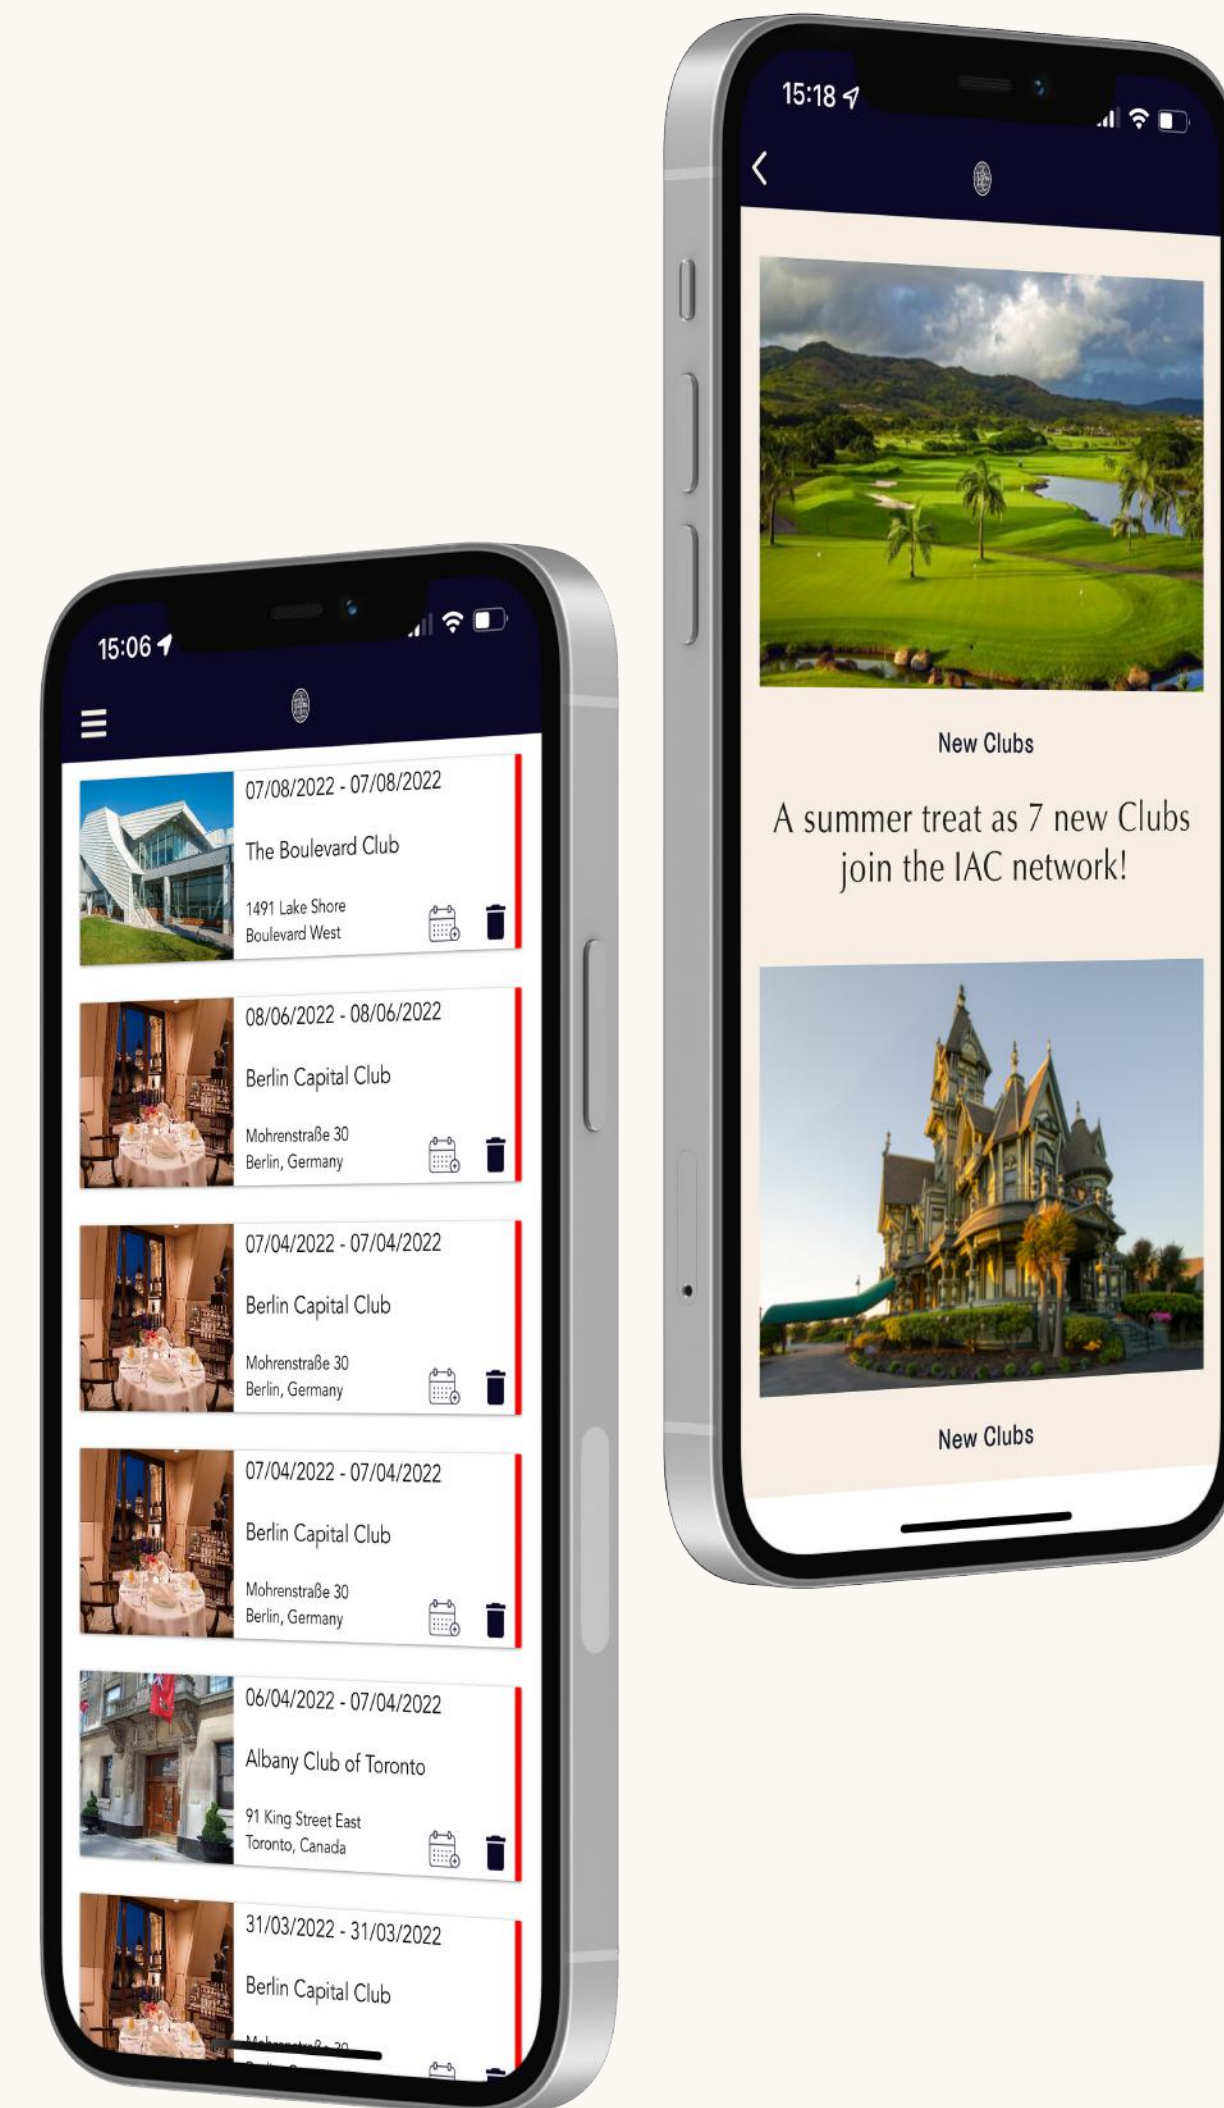 15:06
07/08/2022 - 07/08/2022
The Boulevard Club
1491 Lake Shore
Boulevard West
08/06/2022 - 08/06/2022
Berlin Capital Club
Mohrenstraße 30
Berlin, Germany
07/04/2022 - 07/04/2022
Berlin Capital Club
Mohrenstraße 30
Berlin, Germany
07/04/2022 - 07/04/2022
Berlin Capital Club
Mohrenstraße 30
Berlin, Germany
06/04/2022 - 07/04/2022
Albany Club of Toronto
91 King Street East
Toronto, Canada
31/03/2022 - 31/03/2022
Berlin Capital Club
Mohrenstraße 30
15:18
New Clubs
A summer treat as 7 new Clubs
join the IAC network!
New Clubs